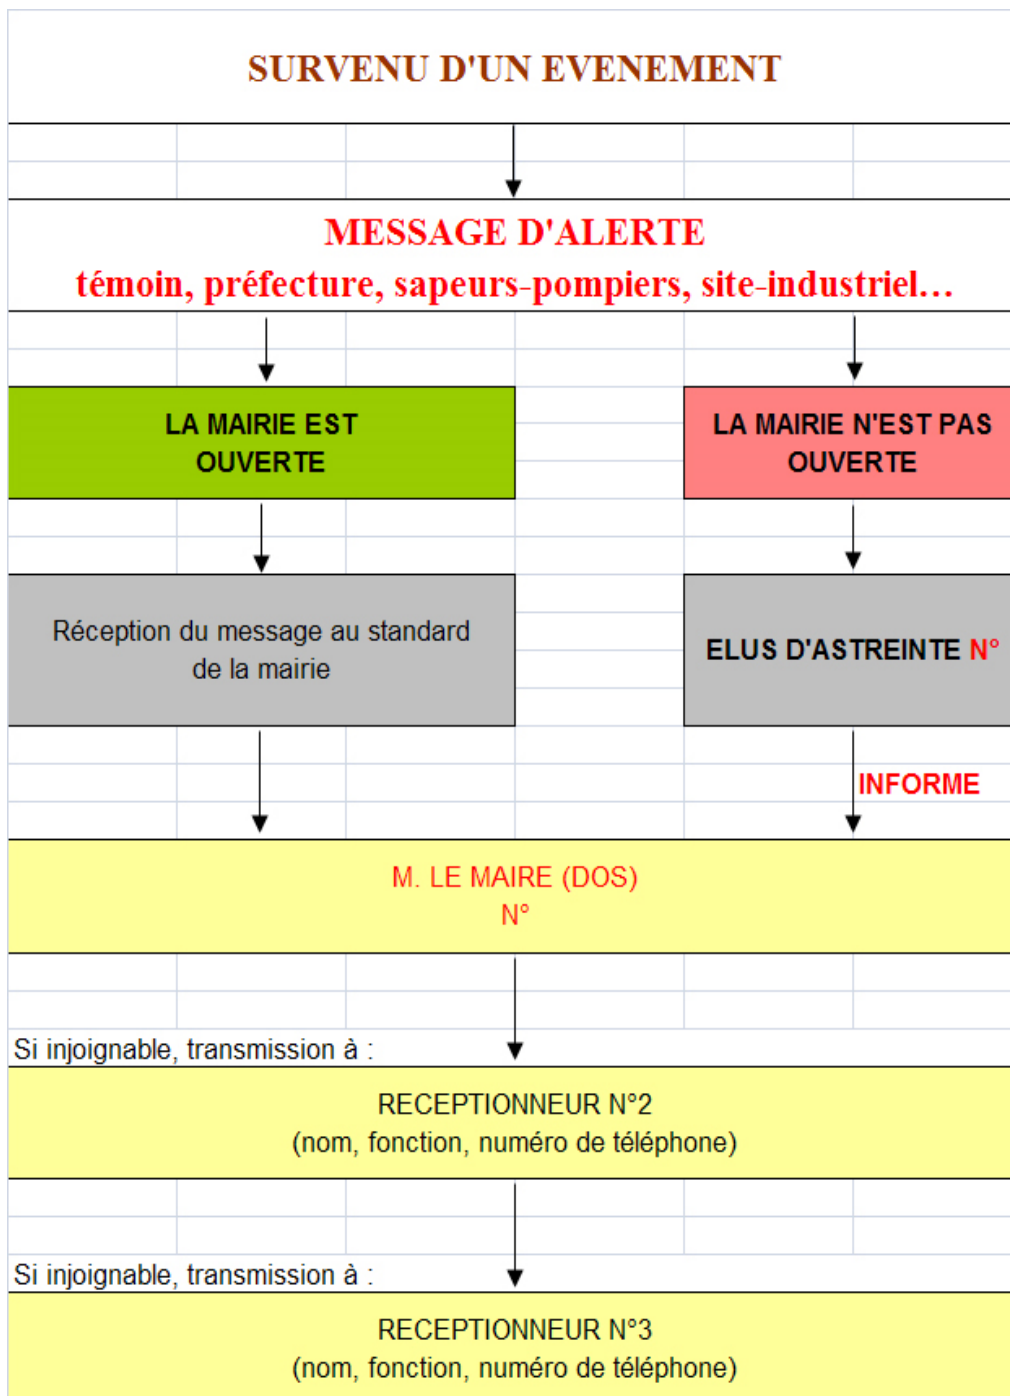 SURVENU D'UN EVENEMENT
MESSAGE D'ALERTE
témoin, préfecture, sapeurs-pompiers, site-industriel...
LA MAIRIE EST
OUVERTE
LA MAIRIE N'EST PAS
OUVERTE
Réception du message au standard
de la mairie
ELUS D'ASTREINTE N°
INFORME
M. LE MAIRE (DOS)
N°
Si injoignable, transmission à :
RECEPTIONNEUR N°2
(nom, fonction, numéro de téléphone)
Si injoignable, transmission à :
RECEPTIONNEUR N°3
(nom, fonction, numéro de téléphone)